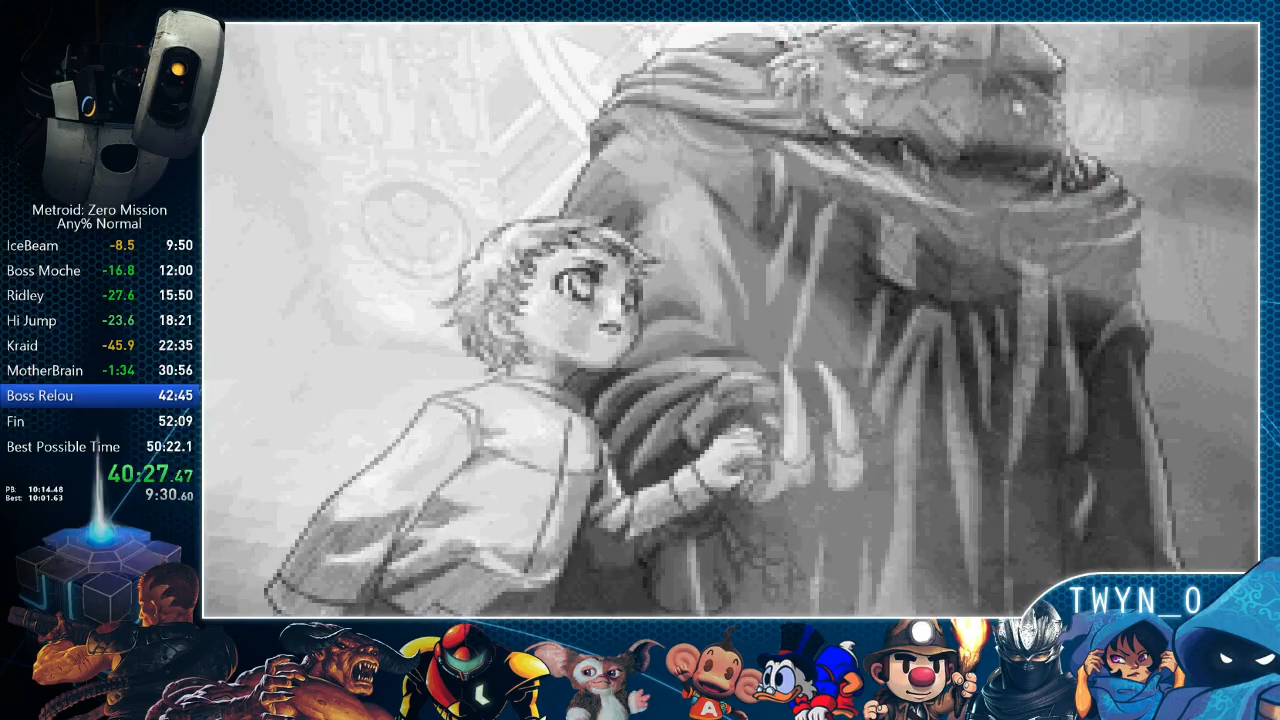 Metroid: Zero Mission
Any% Normal
IceBeam -8.5 9:50
Boss Moche -16.8 12:00
Ridley -27.6 15:50
Hi Jump -23.6 18:21
Kraid -45.9 22:35
MotherBrain -1:34 30:56
Boss Relou 42:45
Fin 52:09
Best Possible Time 50:22.1
40:27.47
PB: 10:14.48 9:30.60
Best: 10:01.63
TWYN_O
A